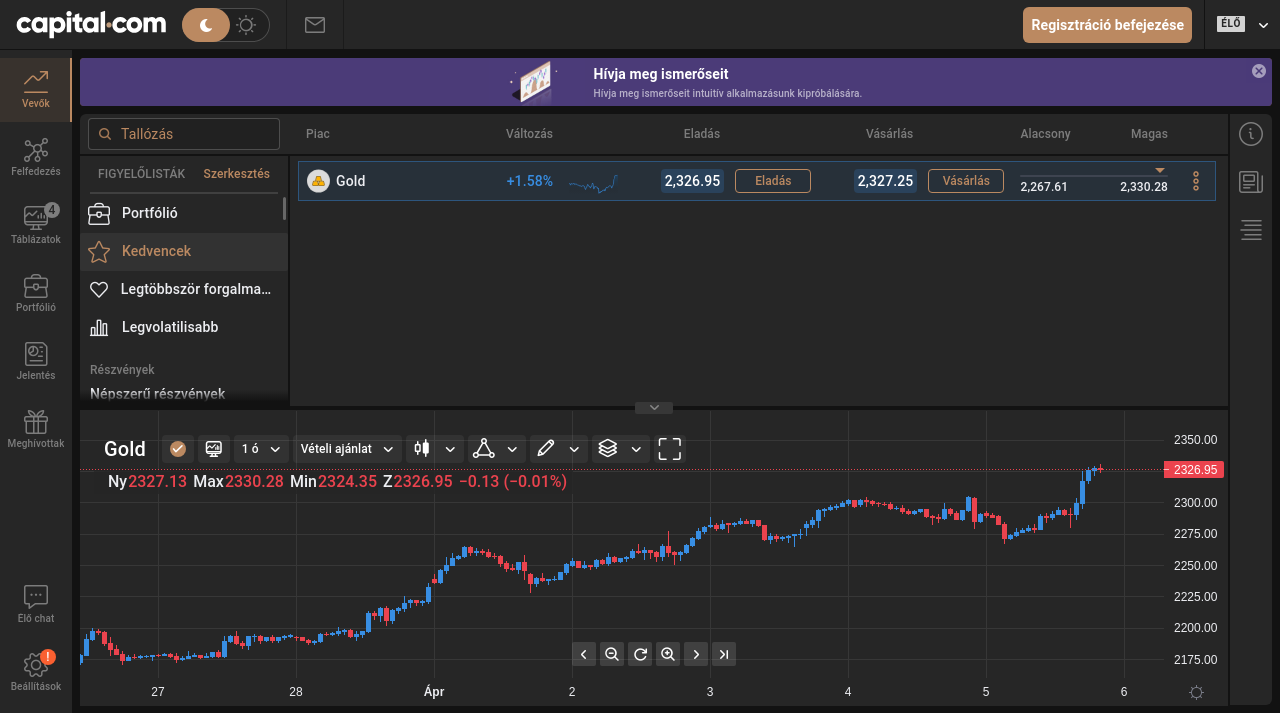 capital.com
Regisztráció befejezése
ÉLŐ
Hívja meg ismerőseit
Hívja meg ismerőseit intuitív alkalmazásunk kipróbálására.
Vevők
Felfedezés
4
Táblázatok
Portfólió
Jelentés
Meghívottak
Elő chat
!
Beállítások
Tallózás
FIGYELŐLISTÁK Szerkesztés
Portfólió
Kedvencek
Legtöbbször forgalma...
Legvolatilisabb
Részvények
Népszerű részvények
Piac Változás Eladás Vásárlás Alacsony Magas
Gold +1.58% 2,326.95 Eladás 2,327.25 Vásárlás 2,267.61 2,330.28
Gold 1 ó Vételi ajánlat
Ny2327.13 Max2330.28 Min2324.35 Z2326.95 −0.13 (−0.01%)
2350.00
2326.95
2300.00
2275.00
2250.00
2225.00
2200.00
2175.00
27 28 Ápr 2 3 4 5 6